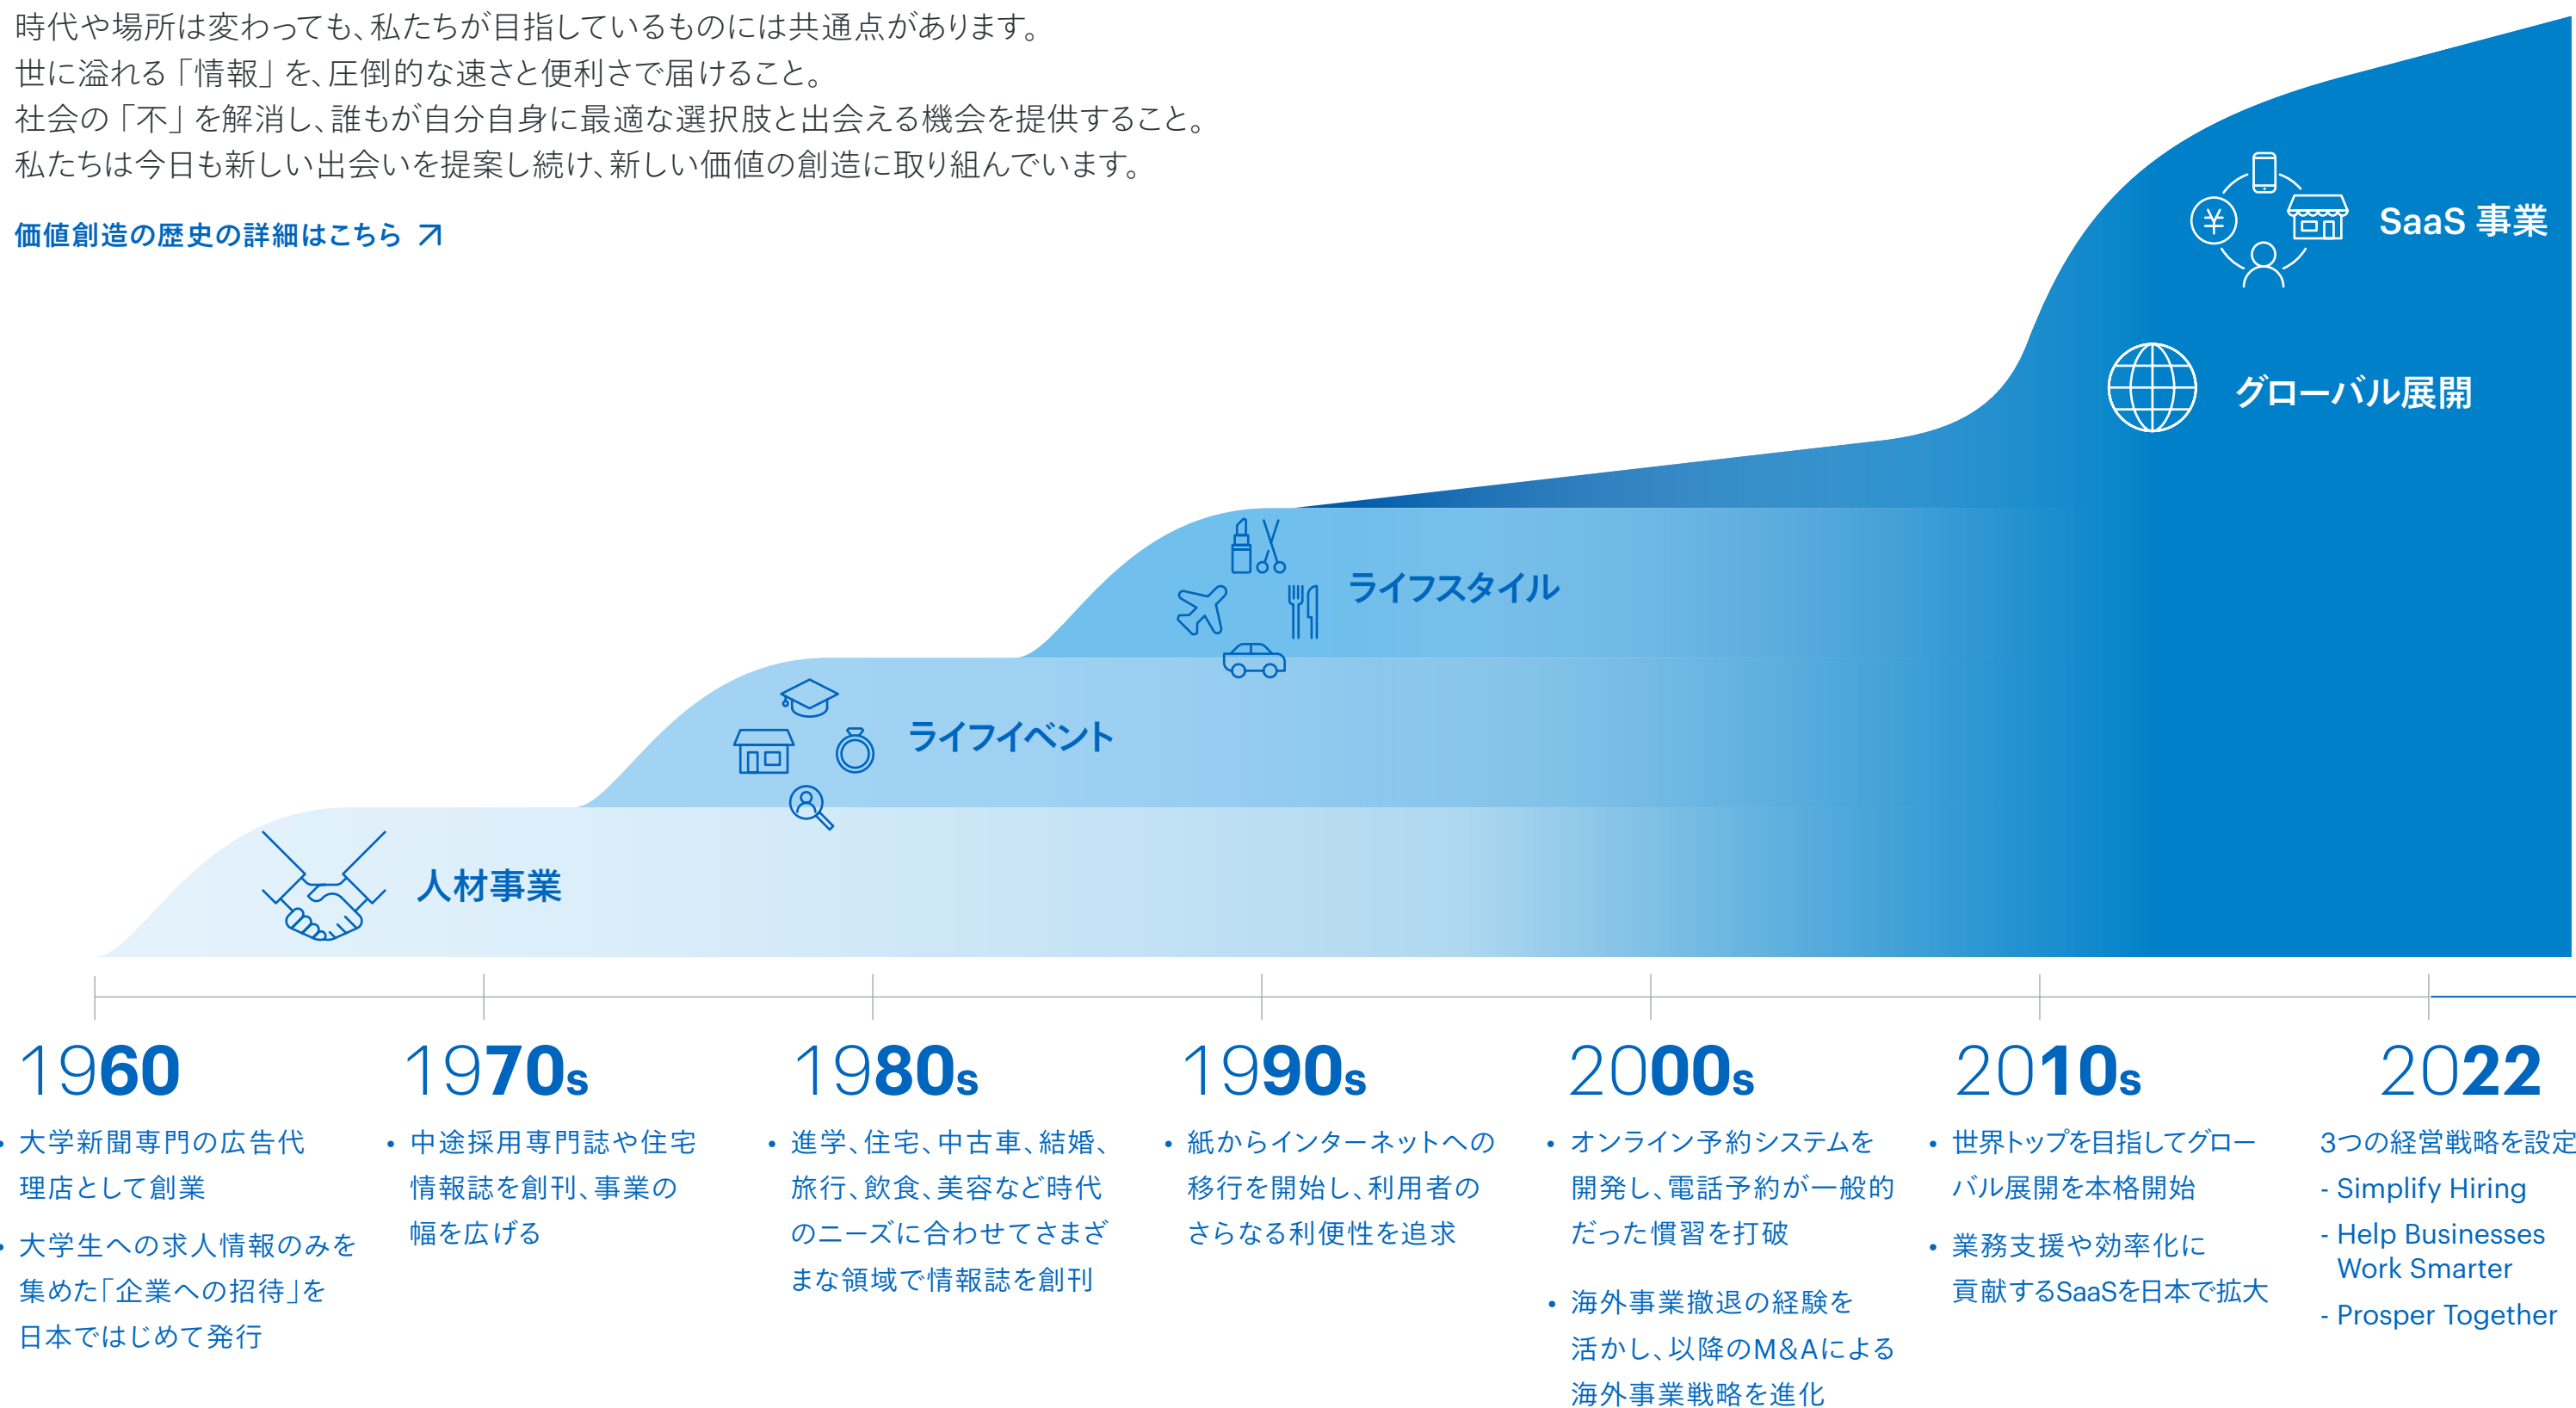 時代や場所は変わっても、私たちが目指しているものには共通点があります。
世に溢れる「情報」を、圧倒的な速さと便利さで届けること。
社会の「不」を解消し、誰もが自分自身に最適な選択肢と出会える機会を提供すること。
私たちは今日も新しい出会いを提案し続け、新しい価値の創造に取り組んでいます。
価値創造の歴史の詳細はこちら
SaaS 事業
グローバル展開
ライフスタイル
ライフイベント
人材事業
1960
• 大学新聞専門の広告代
理店として創業
• 大学生への求人情報のみを
集めた「企業への招待」を
日本ではじめて発行
1970s
• 中途採用専門誌や住宅
情報誌を創刊、事業の
幅を広げる
1980s
• 進学、住宅、中古車、結婚、
旅行、飲食、美容など時代
のニーズに合わせてさまざ
まな領域で情報誌を創刊
1990s
• 紙からインターネットへの
移行を開始し、利用者の
さらなる利便性を追求
2000s
• オンライン予約システムを
開発し、電話予約が一般的
だった慣習を打破
• 海外事業撤退の経験を
活かし、以降のM&Aによる
海外事業戦略を進化
2010s
• 世界トップを目指してグロー
バル展開を本格開始
• 業務支援や効率化に
貢献するSaaSを日本で拡大
2022
3つの経営戦略を設定
- Simplify Hiring
- Help Businesses
Work Smarter
- Prosper Together